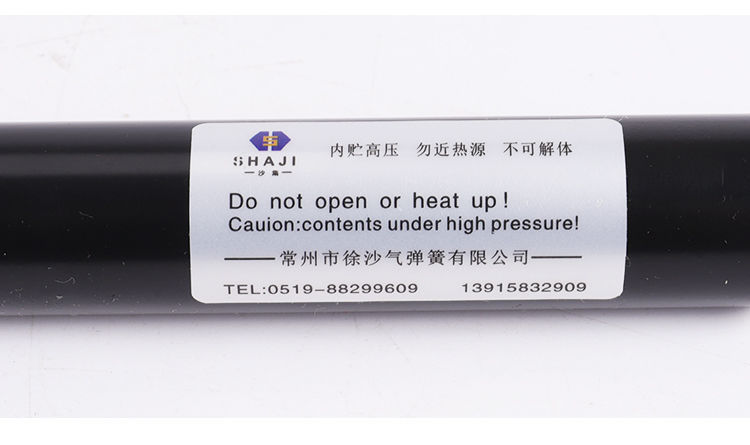 SHAJI
沙集
内贮高压 勿近热源 不可解体
Do not open or heat up!
Cauion:contents under high pressure!
常州市徐沙气弹簧有限公司
TEL:0519-88299609 13915832909